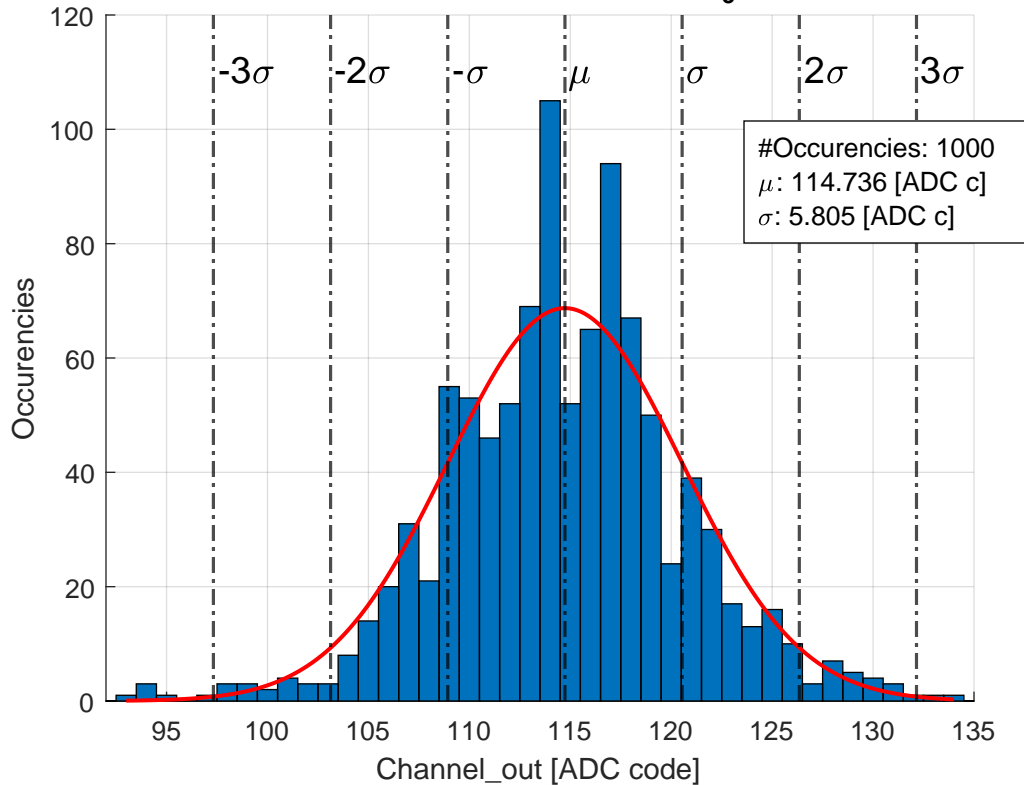 120
100
80
60
40
20
0
Occurencies
-3σ
-2σ
-σ
μ
σ
2σ
3σ
#Occurencies: 1000
μ: 114.736 [ADC c]
σ: 5.805 [ADC c]
95
100
105
110
115
120
125
130
135
Channel_out [ADC code]